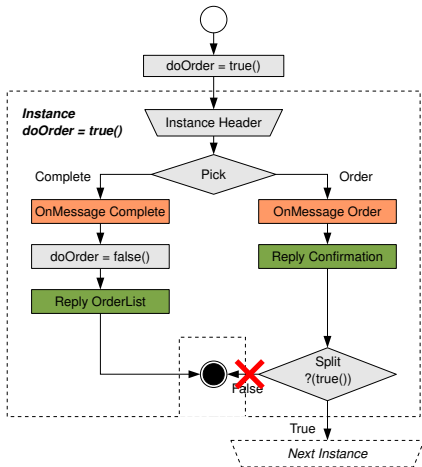 doOrder = true()
Instance
doOrder = true()
Instance Header
Pick
Complete
Order
OnMessage Complete
OnMessage Order
doOrder = false()
Reply Confirmation
Reply OrderList
Split
?(true())
False
True
Next Instance